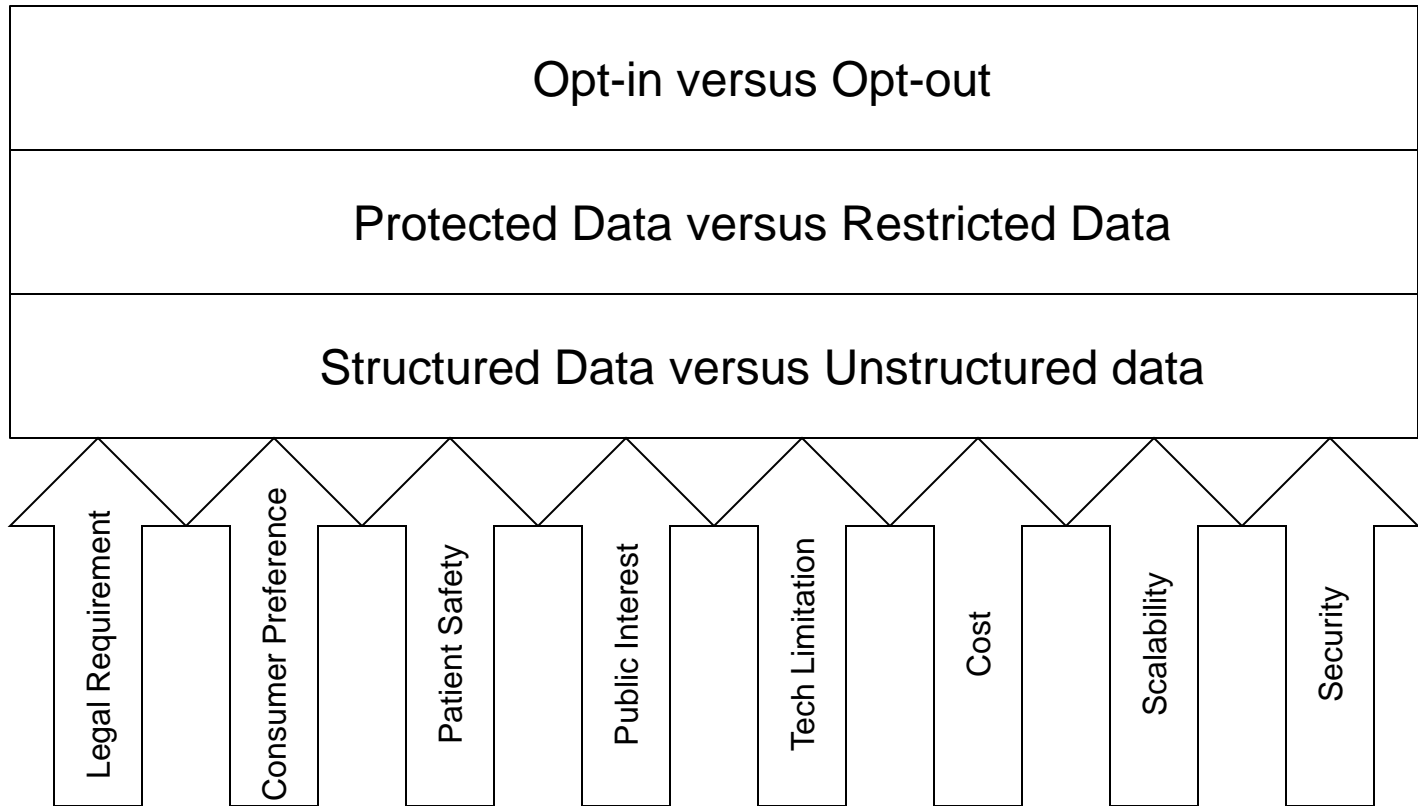 Opt-in versus Opt-out
Protected Data versus Restricted Data
Structured Data versus Unstructured data
Legal Requirement
Consumer Preference
Patient Safety
Public Interest
Tech Limitation
Cost
Scalability
Security